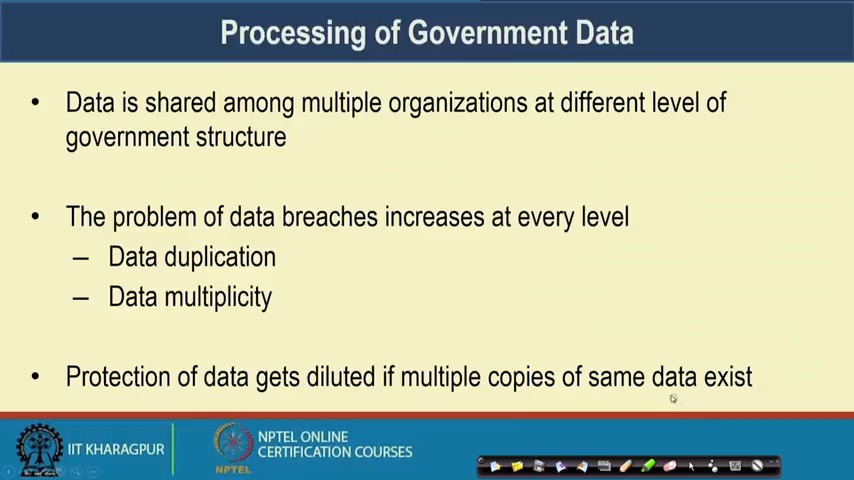 Processing of Government Data
• Data is shared among multiple organizations at different level of
government structure
• The problem of data breaches increases at every level
– Data duplication
– Data multiplicity
• Protection of data gets diluted if multiple copies of same data exist
IIT KHARAGPUR
NPTEL
NPTEL ONLINE
CERTIFICATION COURSES